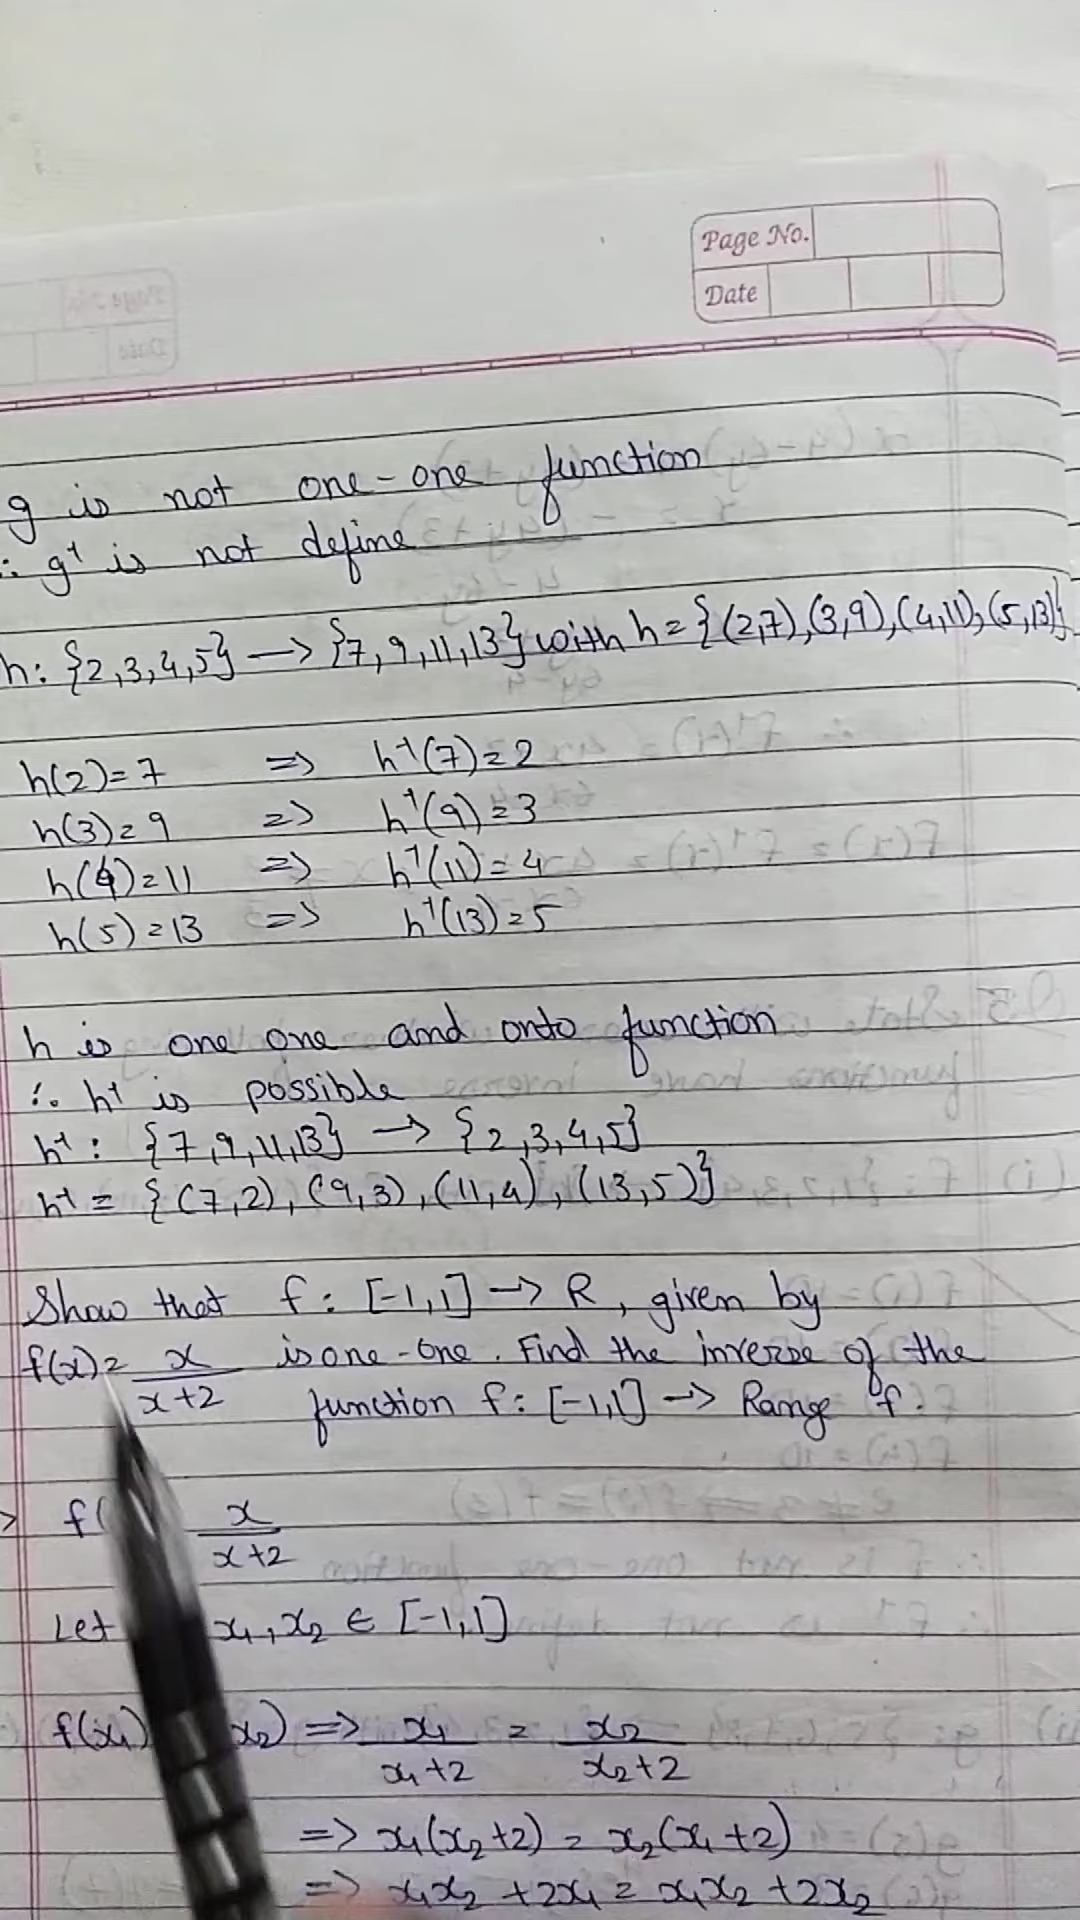 Page No.
Date
g is not one-one function
∴ g⁻¹ is not define
h: {2,3,4,5} → {7,9,11,13} with h = {(2,7),(3,9),(4,11),(5,13)}
h(2)=7 => h⁻¹(7)=2
h(3)=9 => h⁻¹(9)=3
h(4)=11 => h⁻¹(11)=4
h(5)=13 => h⁻¹(13)=5
h is one one and onto function
∴ h⁻¹ is possible
h⁻¹: {7,9,11,13} → {2,3,4,5}
h⁻¹ = {(7,2),(9,3),(11,4),(13,5)}
Show that f: [-1,1] → R, given by
f(x)= x/(x+2) is one-one. Find the inverse of the
function f: [-1,1] → Range f.
f( x/(x+2)
Let x₁,x₂ ∈ [-1,1]
f(x₁) x₂) => x₁/(x₁+2) = x₂/(x₂+2)
=> x₁(x₂+2) = x₂(x₁+2)
=> x₁x₂ +2x₁ = x₁x₂ +2x₂